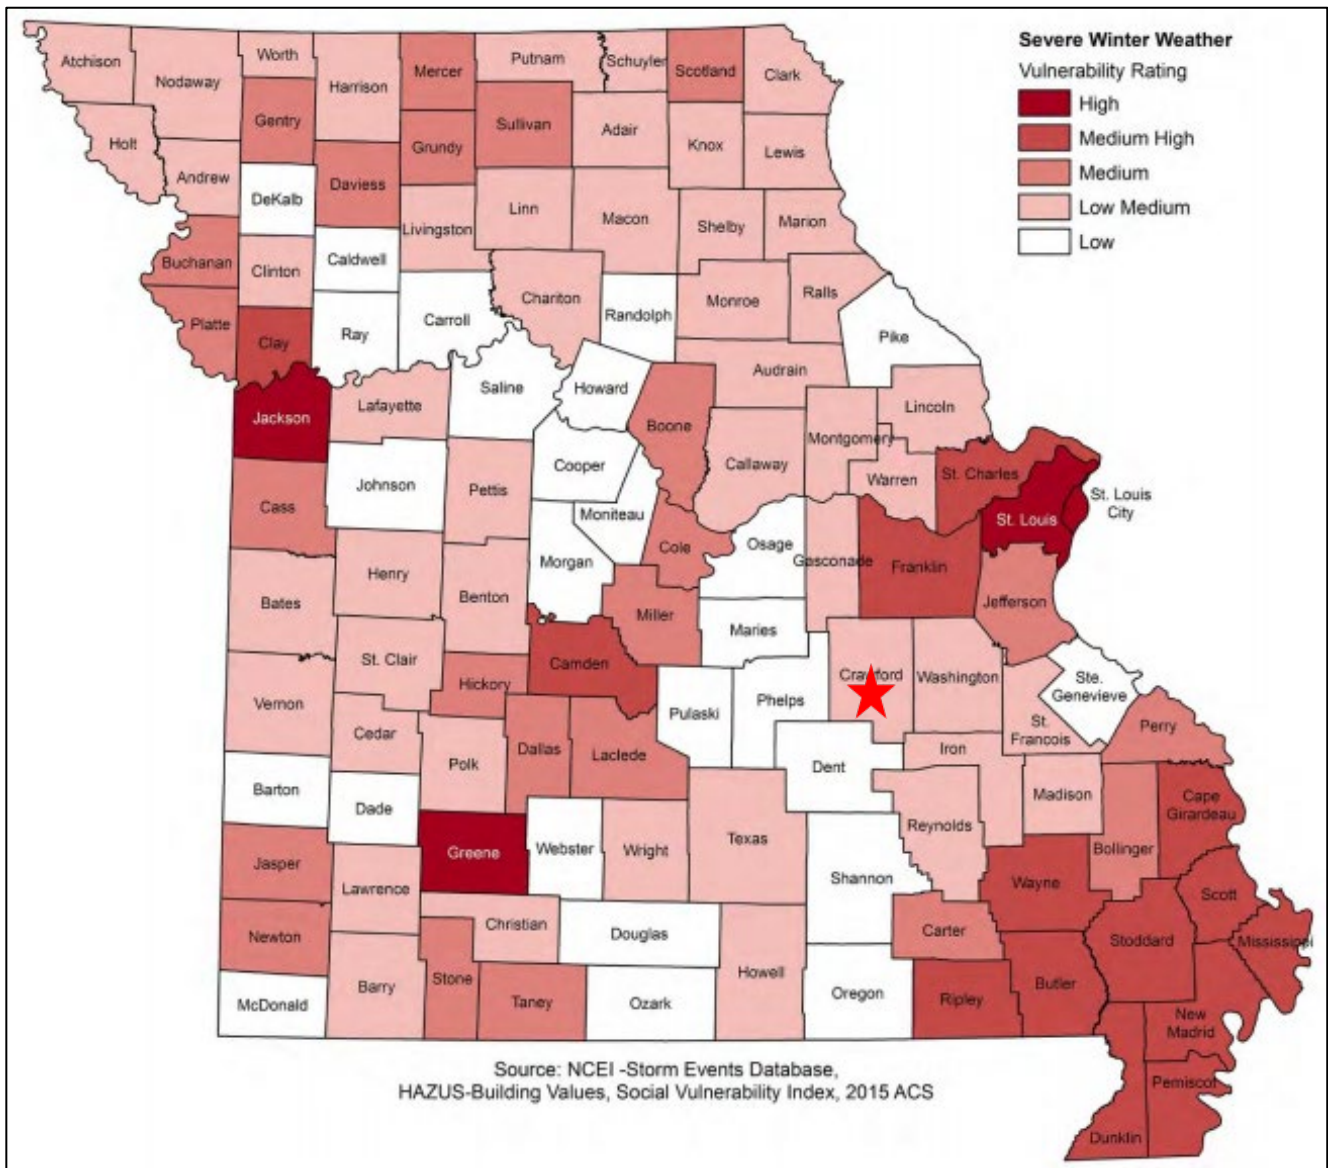 Severe Winter Weather
Vulnerability Rating
High
Medium High
Medium
Low Medium
Low
Atchison
Nodaway
Worth
Harrison
Mercer
Putnam
Schuyler
Scotland
Clark
Gentry
Sullivan
Adair
Knox
Lewis
Holt
Andrew
DeKalb
Daviess
Grundy
Livingston
Linn
Macon
Shelby
Marion
Buchanan
Clinton
Caldwell
Chariton
Randolph
Monroe
Ralls
Pike
Platte
Clay
Ray
Carroll
Audrain
Jackson
Lafayette
Saline
Howard
Boone
Lincoln
Montgomery
Callaway
Warren
St. Charles
St. Louis
St. Louis
City
Cass
Johnson
Pettis
Cooper
Moniteau
Morgan
Cole
Osage
Gasconade
Franklin
Jefferson
Bates
Henry
Benton
Miller
Maries
St. Clair
Camden
Hickory
Pulaski
Phelps
Crawford
Washington
Ste.
Genevieve
St.
Francois
Perry
Vernon
Cedar
Polk
Dallas
Laclede
Dent
Iron
Madison
Barton
Dade
Greene
Webster
Wright
Texas
Reynolds
Bollinger
Cape
Girardeau
Jasper
Lawrence
Shannon
Wayne
Scott
Newton
Christian
Douglas
Carter
Stoddard
Mississippi
McDonald
Barry
Stone
Taney
Ozark
Howell
Oregon
Ripley
Butler
New
Madrid
Pemiscot
Dunklin
Source: NCEI -Storm Events Database,
HAZUS-Building Values, Social Vulnerability Index, 2015 ACS